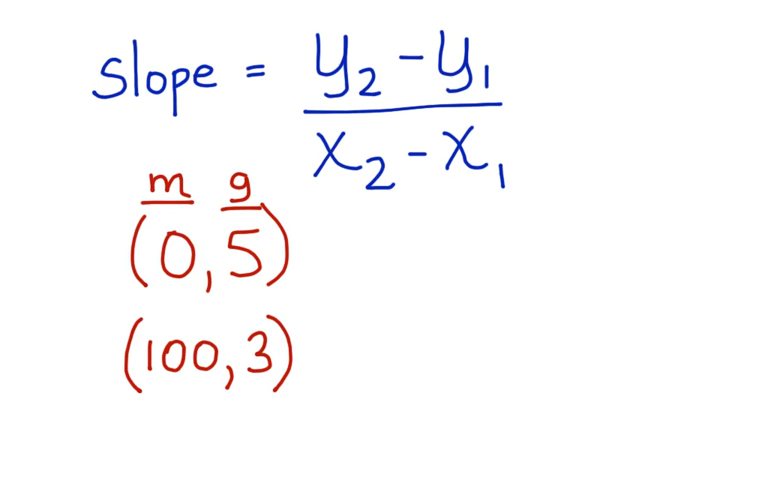 slope = y₂ - y₁
x₂ - x₁
m g
(0, 5)
(100, 3)